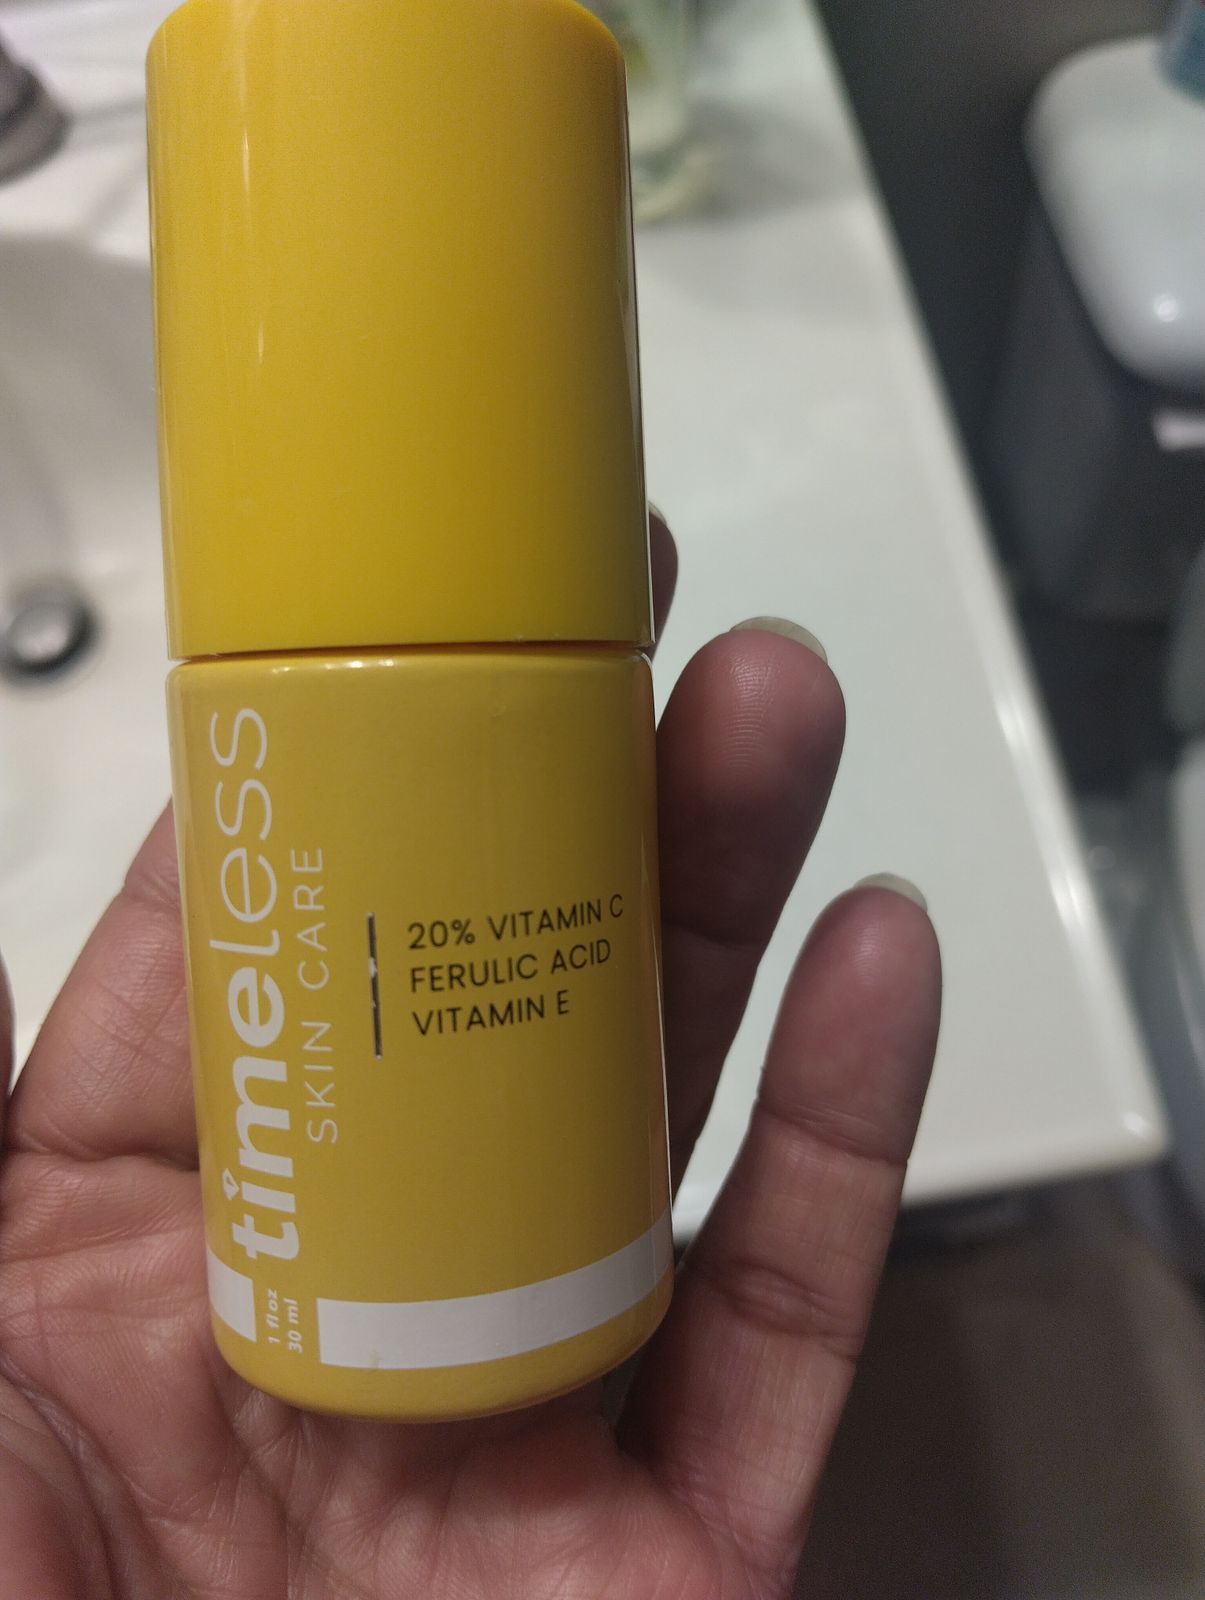 timeless
SKIN CARE
20% VITAMIN C
FERULIC ACID
VITAMIN E
1 fl oz
30 ml